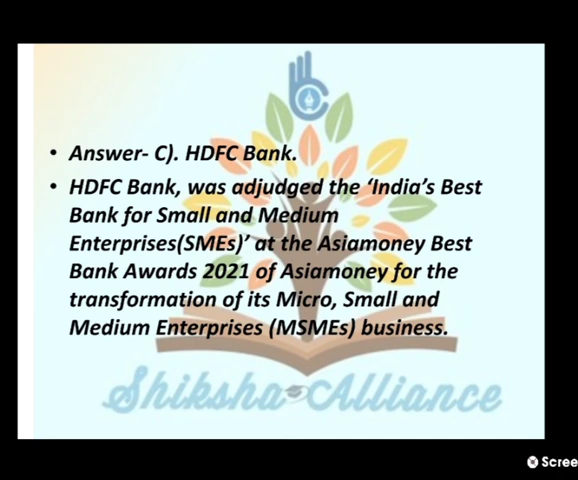 • Answer- C). HDFC Bank.
• HDFC Bank, was adjudged the ‘India’s Best
Bank for Small and Medium
Enterprises(SMEs)’ at the Asiamoney Best
Bank Awards 2021 of Asiamoney for the
transformation of its Micro, Small and
Medium Enterprises (MSMEs) business.
Shiksha Alliance
Scree